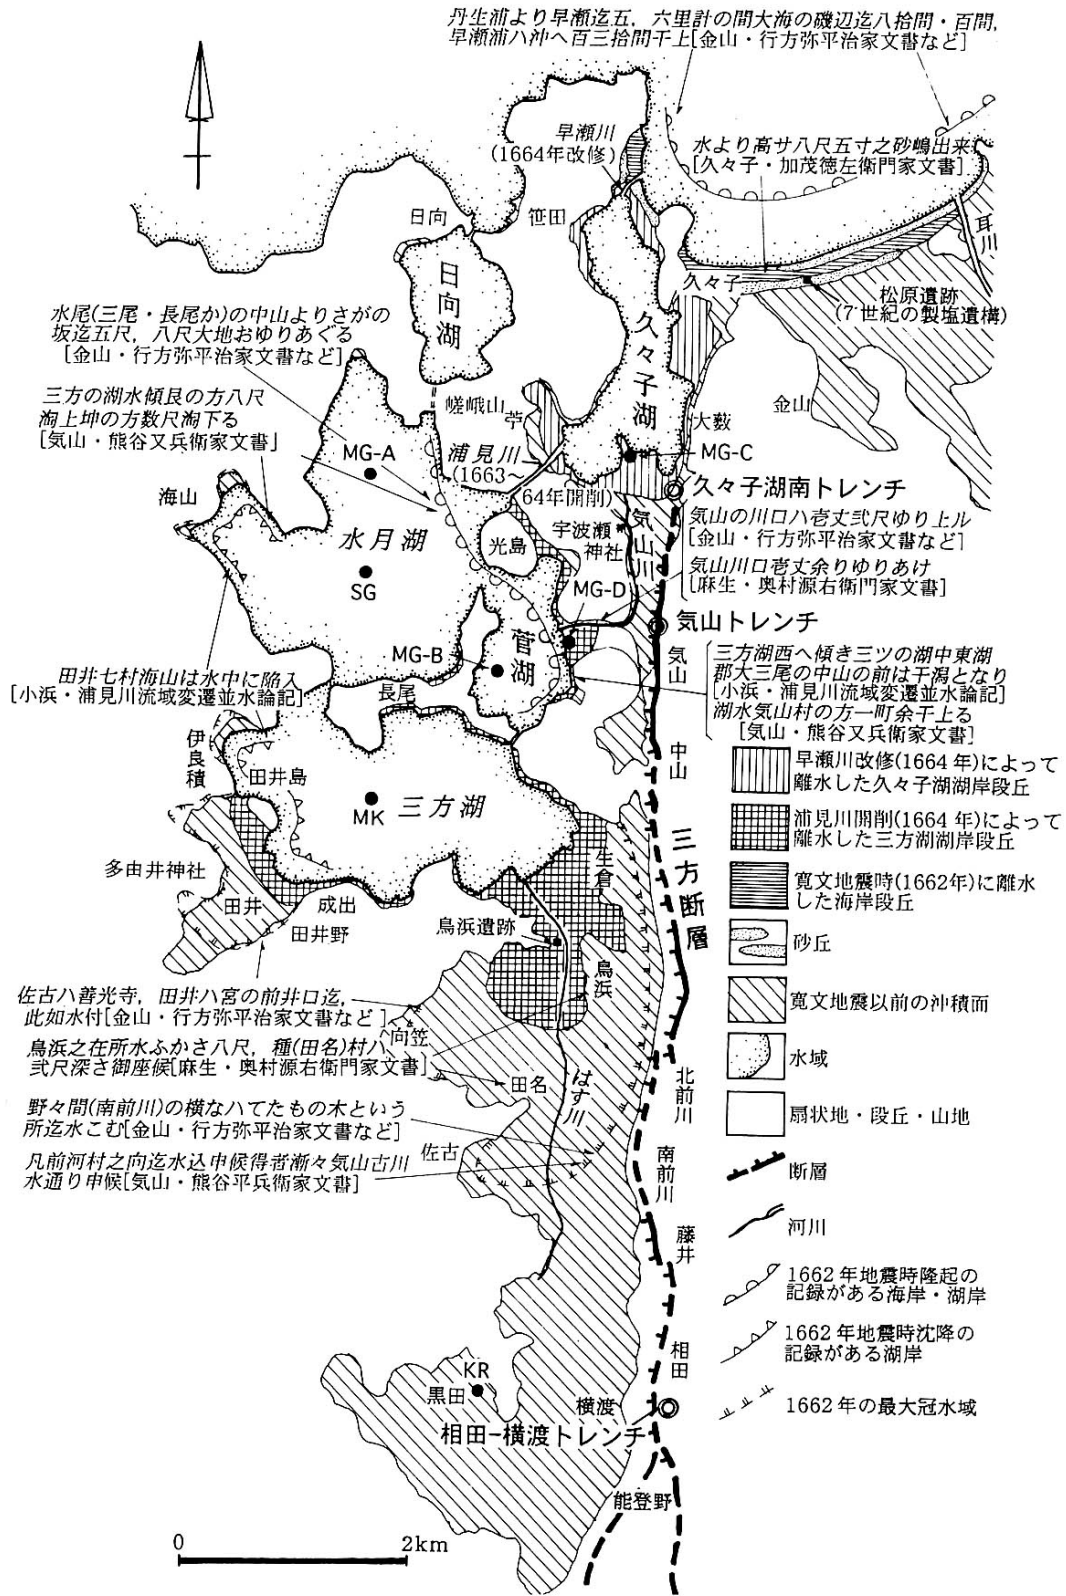 丹生浦より早瀬迄五，六里計の間大海の磯辺迄八拾間・百間，
早瀬浦ハ沖へ百三拾間干上[金山・行方弥平治家文書など]
早瀬川
(1664年改修)
水より高サ八尺五寸之砂嶋出来
[久々子・加茂徳左衛門家文書]
日向
笹田
耳川
日向湖
久々子湖
久々子
松原遺跡
(7世紀の製塩遺構)
水尾(三尾・長尾か)の中山よりさがの
坂迄五尺，八尺大地おゆりあぐる
[金山・行方弥平治家文書など]
三方の湖水傾艮の方八尺
淘上坤の方数尺淘下る
[気山・熊谷又兵衛家文書]
嵯峨山
苧
金山
大薮
MG-A
浦見川
(1663～
64年開削)
MG-C
久々子湖南トレンチ
海山
水月湖
光島
宇波瀬
神社
気山川
気山の川口ハ壱丈弐尺ゆり上ル
[金山・行方弥平治家文書など]
気山川口壱丈余りゆりあけ
[麻生・奥村源右衛門家文書]
SG
MG-D
気山トレンチ
菅湖
MG-B
気山
三方湖西へ傾き三ツの湖中東湖
郡大三尾の中山の前は干潟となり
[小浜・浦見川流域変遷並水論記]
湖水気山村の方一町余干上る
[気山・熊谷又兵衛家文書]
田井七村海山は水中に陥入
[小浜・浦見川流域変遷並水論記]
長尾
伊良積
田井島
中山
MK
三方湖
三方断層
早瀬川改修(1664年)によって
離水した久々子湖湖岸段丘
浦見川開削(1664年)によって
離水した三方湖湖岸段丘
寛文地震時(1662年)に離水
した海岸段丘
砂丘
寛文地震以前の沖積面
水域
扇状地・段丘・山地
断層
河川
1662年地震時隆起の
記録がある海岸・湖岸
1662年地震時沈降の
記録がある湖岸
1662年の最大冠水域
多由井神社
田井
成出
田井野
生倉
鳥浜遺跡
鳥浜
佐古ハ善光寺，田井ハ宮の前井口迄，
此如水付[金山・行方弥平治家文書など]
向笠
鳥浜之在所水ふかさ八尺，種(田名)村ハ
弐尺深さ御座候[麻生・奥村源右衛門家文書]
田名
はす川
北前川
野々間(南前川)の横なハてたもの木という
所迄水こむ[金山・行方弥平治家文書など]
佐古
南前川
凡前河村之向迄水込申候得者漸々気山古川
水通り申候[気山・熊谷平兵衛家文書]
藤井
相田
KR
黒田
横渡
相田-横渡トレンチ
能登野
0
2km